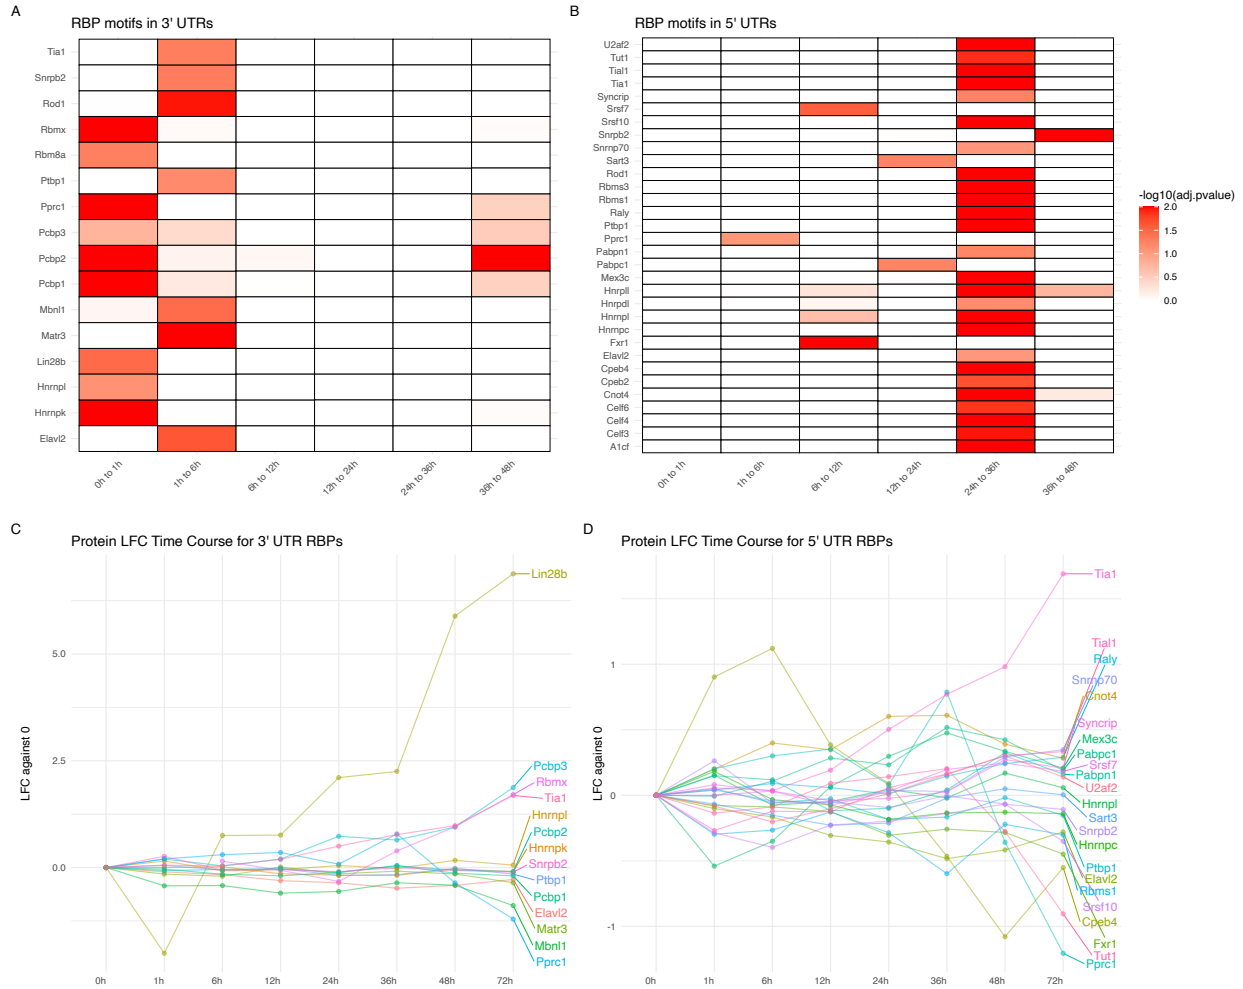 A
RBP motifs in 3' UTRs
Tia1
Snrpb2
Rod1
Rbmx
Rbm8a
Ptbp1
Pprc1
Pcbp3
Pcbp2
Pcbp1
Mbnl1
Matr3
Lin28b
Hnrnpl
Hnrnpk
Elavl2
0h to 1h
1h to 6h
6h to 12h
12h to 24h
24h to 36h
36h to 48h
B
RBP motifs in 5' UTRs
U2af2
Tut1
Tial1
Tia1
Syncrip
Srsf7
Srsf10
Snrpb2
Snrnp70
Sart3
Rod1
Rbms3
Rbms1
Raly
Ptbp1
Pprc1
Pabpn1
Pabpc1
Mex3c
Hnrpll
Hnrpdl
Hnrnpl
Hnrnpc
Fxr1
Elavl2
Cpeb4
Cpeb2
Cnot4
Celf6
Celf4
Celf3
A1cf
0h to 1h
1h to 6h
6h to 12h
12h to 24h
24h to 36h
36h to 48h
-log10(adj.pvalue)
2.0
1.5
1.0
0.5
0.0
C
Protein LFC Time Course for 3' UTR RBPs
LFC against 0
5.0
2.5
0.0
0h
1h
6h
12h
24h
36h
48h
72h
Lin28b
Pcbp3
Rbmx
Tia1
Hnrnpl
Pcbp2
Hnrnpk
Snrpb2
Ptbp1
Pcbp1
Elavl2
Matr3
Mbnl1
Pprc1
D
Protein LFC Time Course for 5' UTR RBPs
LFC against 0
1
0
-1
0h
1h
6h
12h
24h
36h
48h
72h
Tia1
Tial1
Raly
Snrnp70
Cnot4
Syncrip
Mex3c
Pabpc1
Srsf7
Pabpn1
U2af2
Hnrnpl
Sart3
Snrpb2
Hnrnpc
Ptbp1
Elavl2
Rbms1
Srsf10
Cpeb4
Fxr1
Tut1
Pprc1